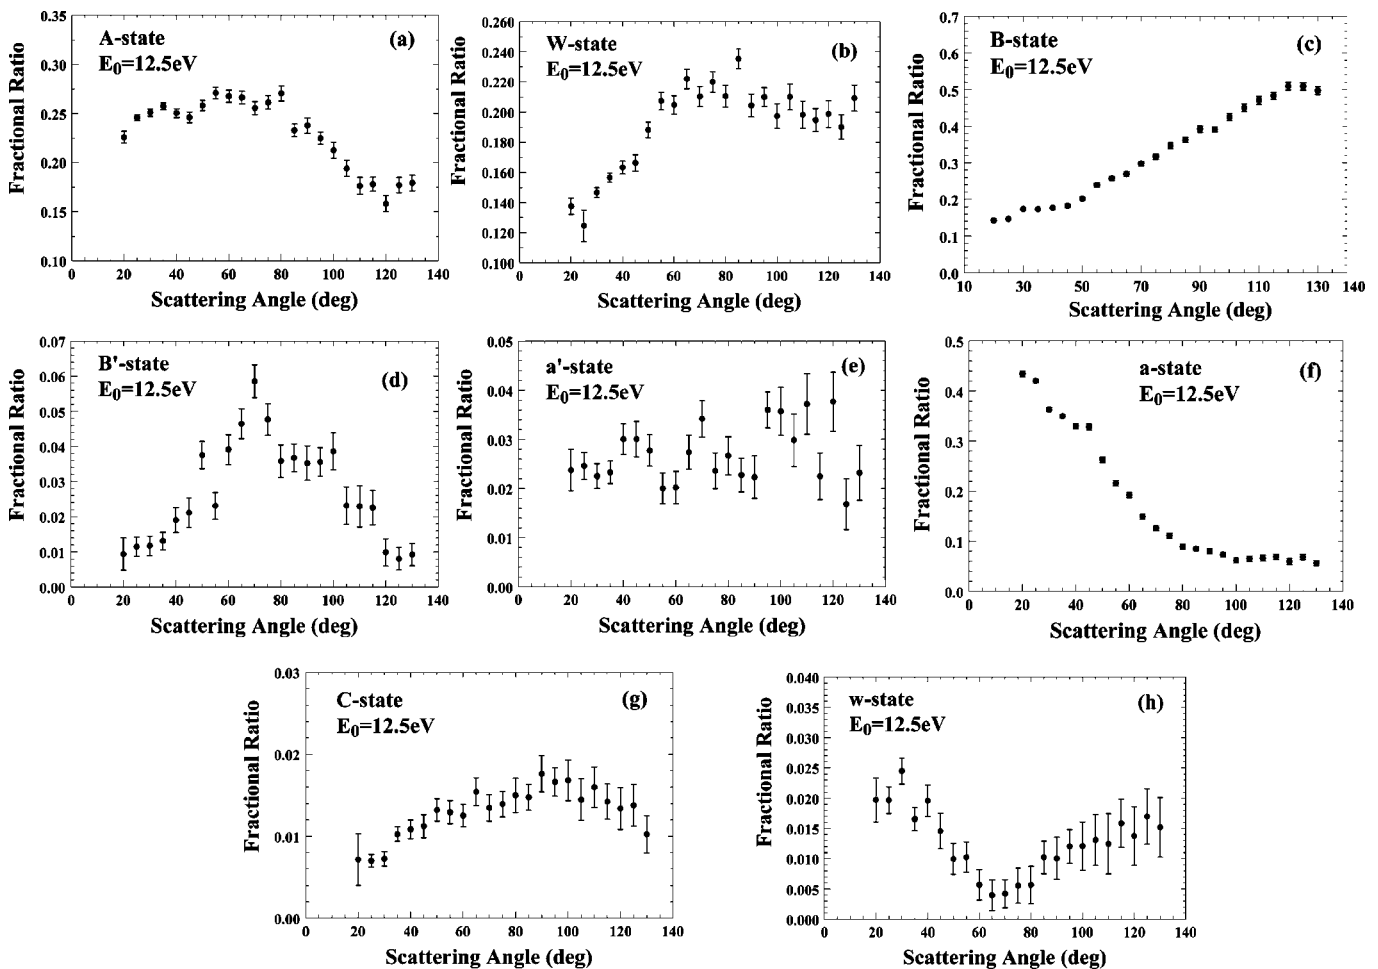 A-state
(a)
E₀=12.5eV
Fractional Ratio
0.35
0.30
0.25
0.20
0.15
0.10
0 20 40 60 80 100 120 140
Scattering Angle (deg)
W-state
(b)
E₀=12.5eV
Fractional Ratio
0.260
0.240
0.220
0.200
0.180
0.160
0.140
0.120
0.100
0 20 40 60 80 100 120 140
Scattering Angle (deg)
B-state
(c)
E₀=12.5eV
Fractional Ratio
0.7
0.6
0.5
0.4
0.3
0.2
0.1
0.0
10 30 50 70 90 110 130 140
Scattering Angle (deg)
B'-state
(d)
E₀=12.5eV
Fractional Ratio
0.07
0.06
0.05
0.04
0.03
0.02
0.01
0.00
0 20 40 60 80 100 120 140
Scattering Angle (deg)
a'-state
(e)
E₀=12.5eV
Fractional Ratio
0.05
0.04
0.03
0.02
0.01
0.00
0 20 40 60 80 100 120 140
Scattering Angle (deg)
a-state
(f)
E₀=12.5eV
Fractional Ratio
0.5
0.4
0.3
0.2
0.1
0.0
0 20 40 60 80 100 120 140
Scattering Angle (deg)
C-state
(g)
E₀=12.5eV
Fractional Ratio
0.03
0.02
0.01
0.00
0 20 40 60 80 100 120 140
Scattering Angle (deg)
w-state
(h)
E₀=12.5eV
Fractional Ratio
0.040
0.035
0.030
0.025
0.020
0.015
0.010
0.005
0.000
0 20 40 60 80 100 120 140
Scattering Angle (deg)